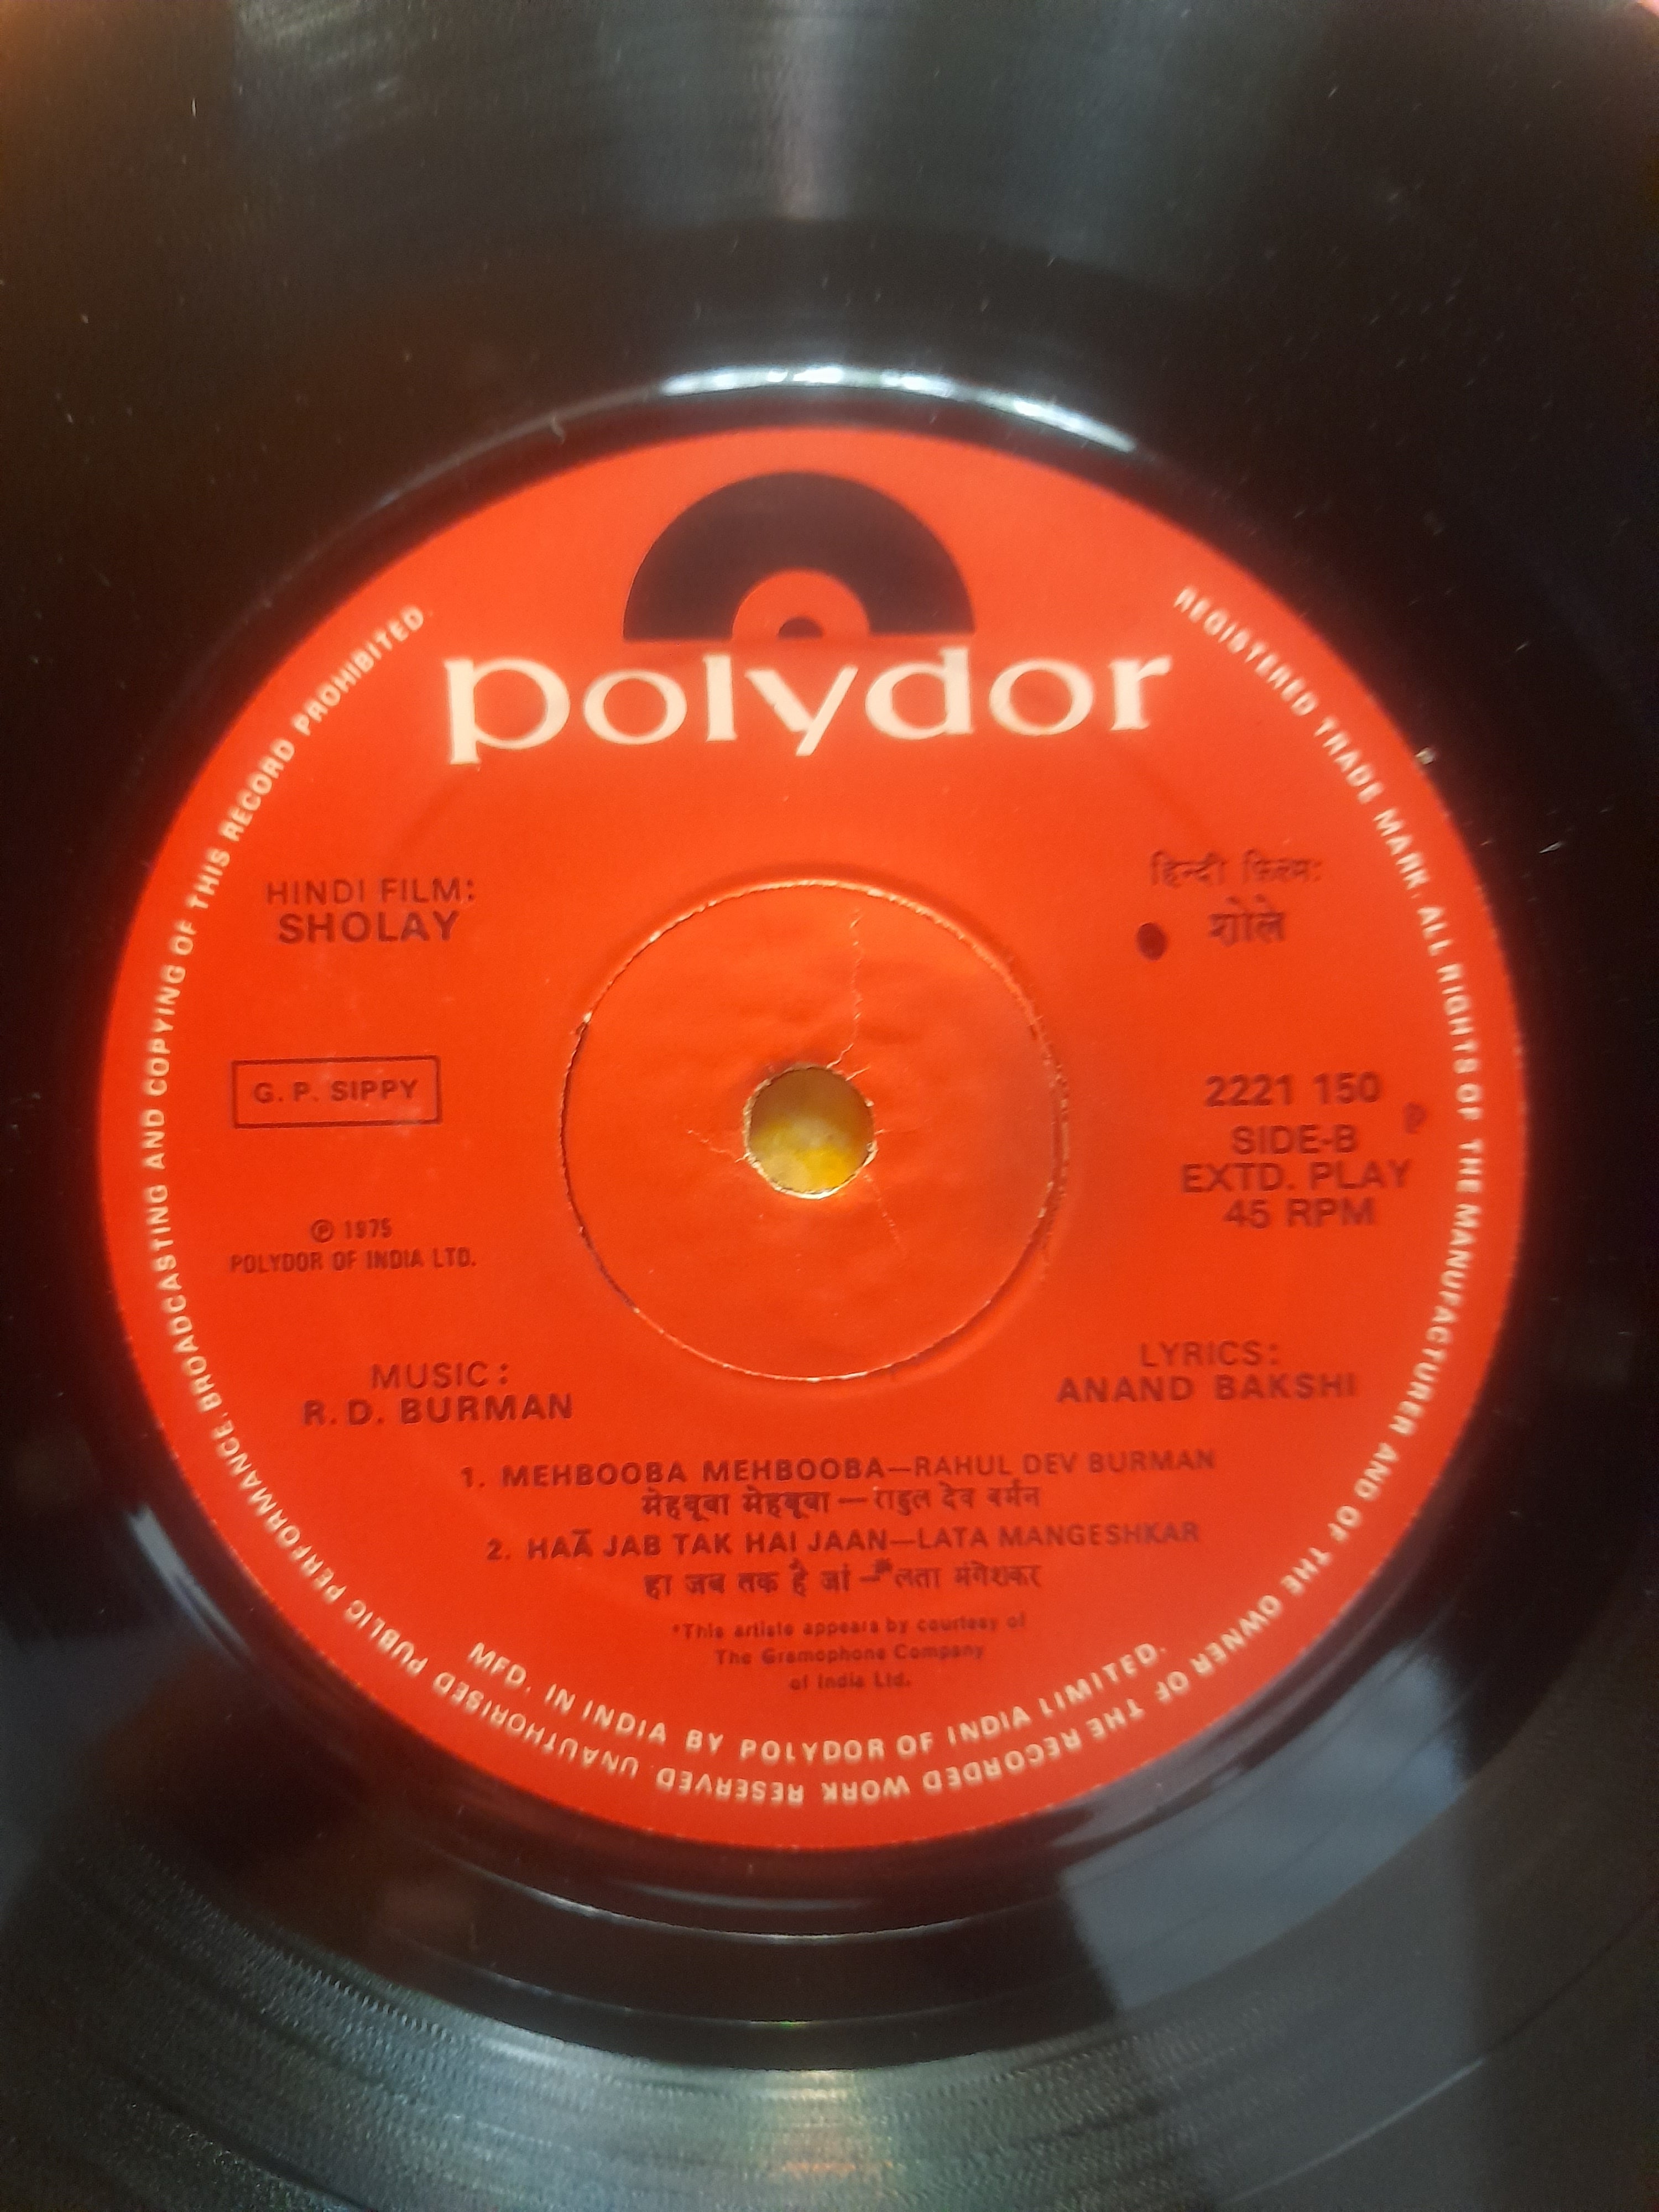 polydor
HINDI FILM:
SHOLAY
हिन्दी फ़िल्म:
शोले
G. P. SIPPY
2221 150
SIDE-B
EXTD. PLAY
45 RPM
℗ 1975
POLYDOR OF INDIA LTD.
MUSIC:
R. D. BURMAN
LYRICS:
ANAND BAKSHI
1. MEHBOOBA MEHBOOBA—RAHUL DEV BURMAN
मेहबूबा मेहबूबा—राहुल देव बर्मन
2. HAA JAB TAK HAI JAAN—LATA MANGESHKAR
हा जब तक है जां—*लता मंगेशकर
*This artiste appears by courtesy of
The Gramophone Company
of India Ltd.
MFD. IN INDIA BY POLYDOR OF INDIA LIMITED.
REGISTERED TRADE MARK. ALL RIGHTS OF THE MANUFACTURER AND OF THE OWNER OF THE RECORDED WORK RESERVED. UNAUTHORISED PUBLIC PERFORMANCE, BROADCASTING AND COPYING OF THIS RECORD PROHIBITED.